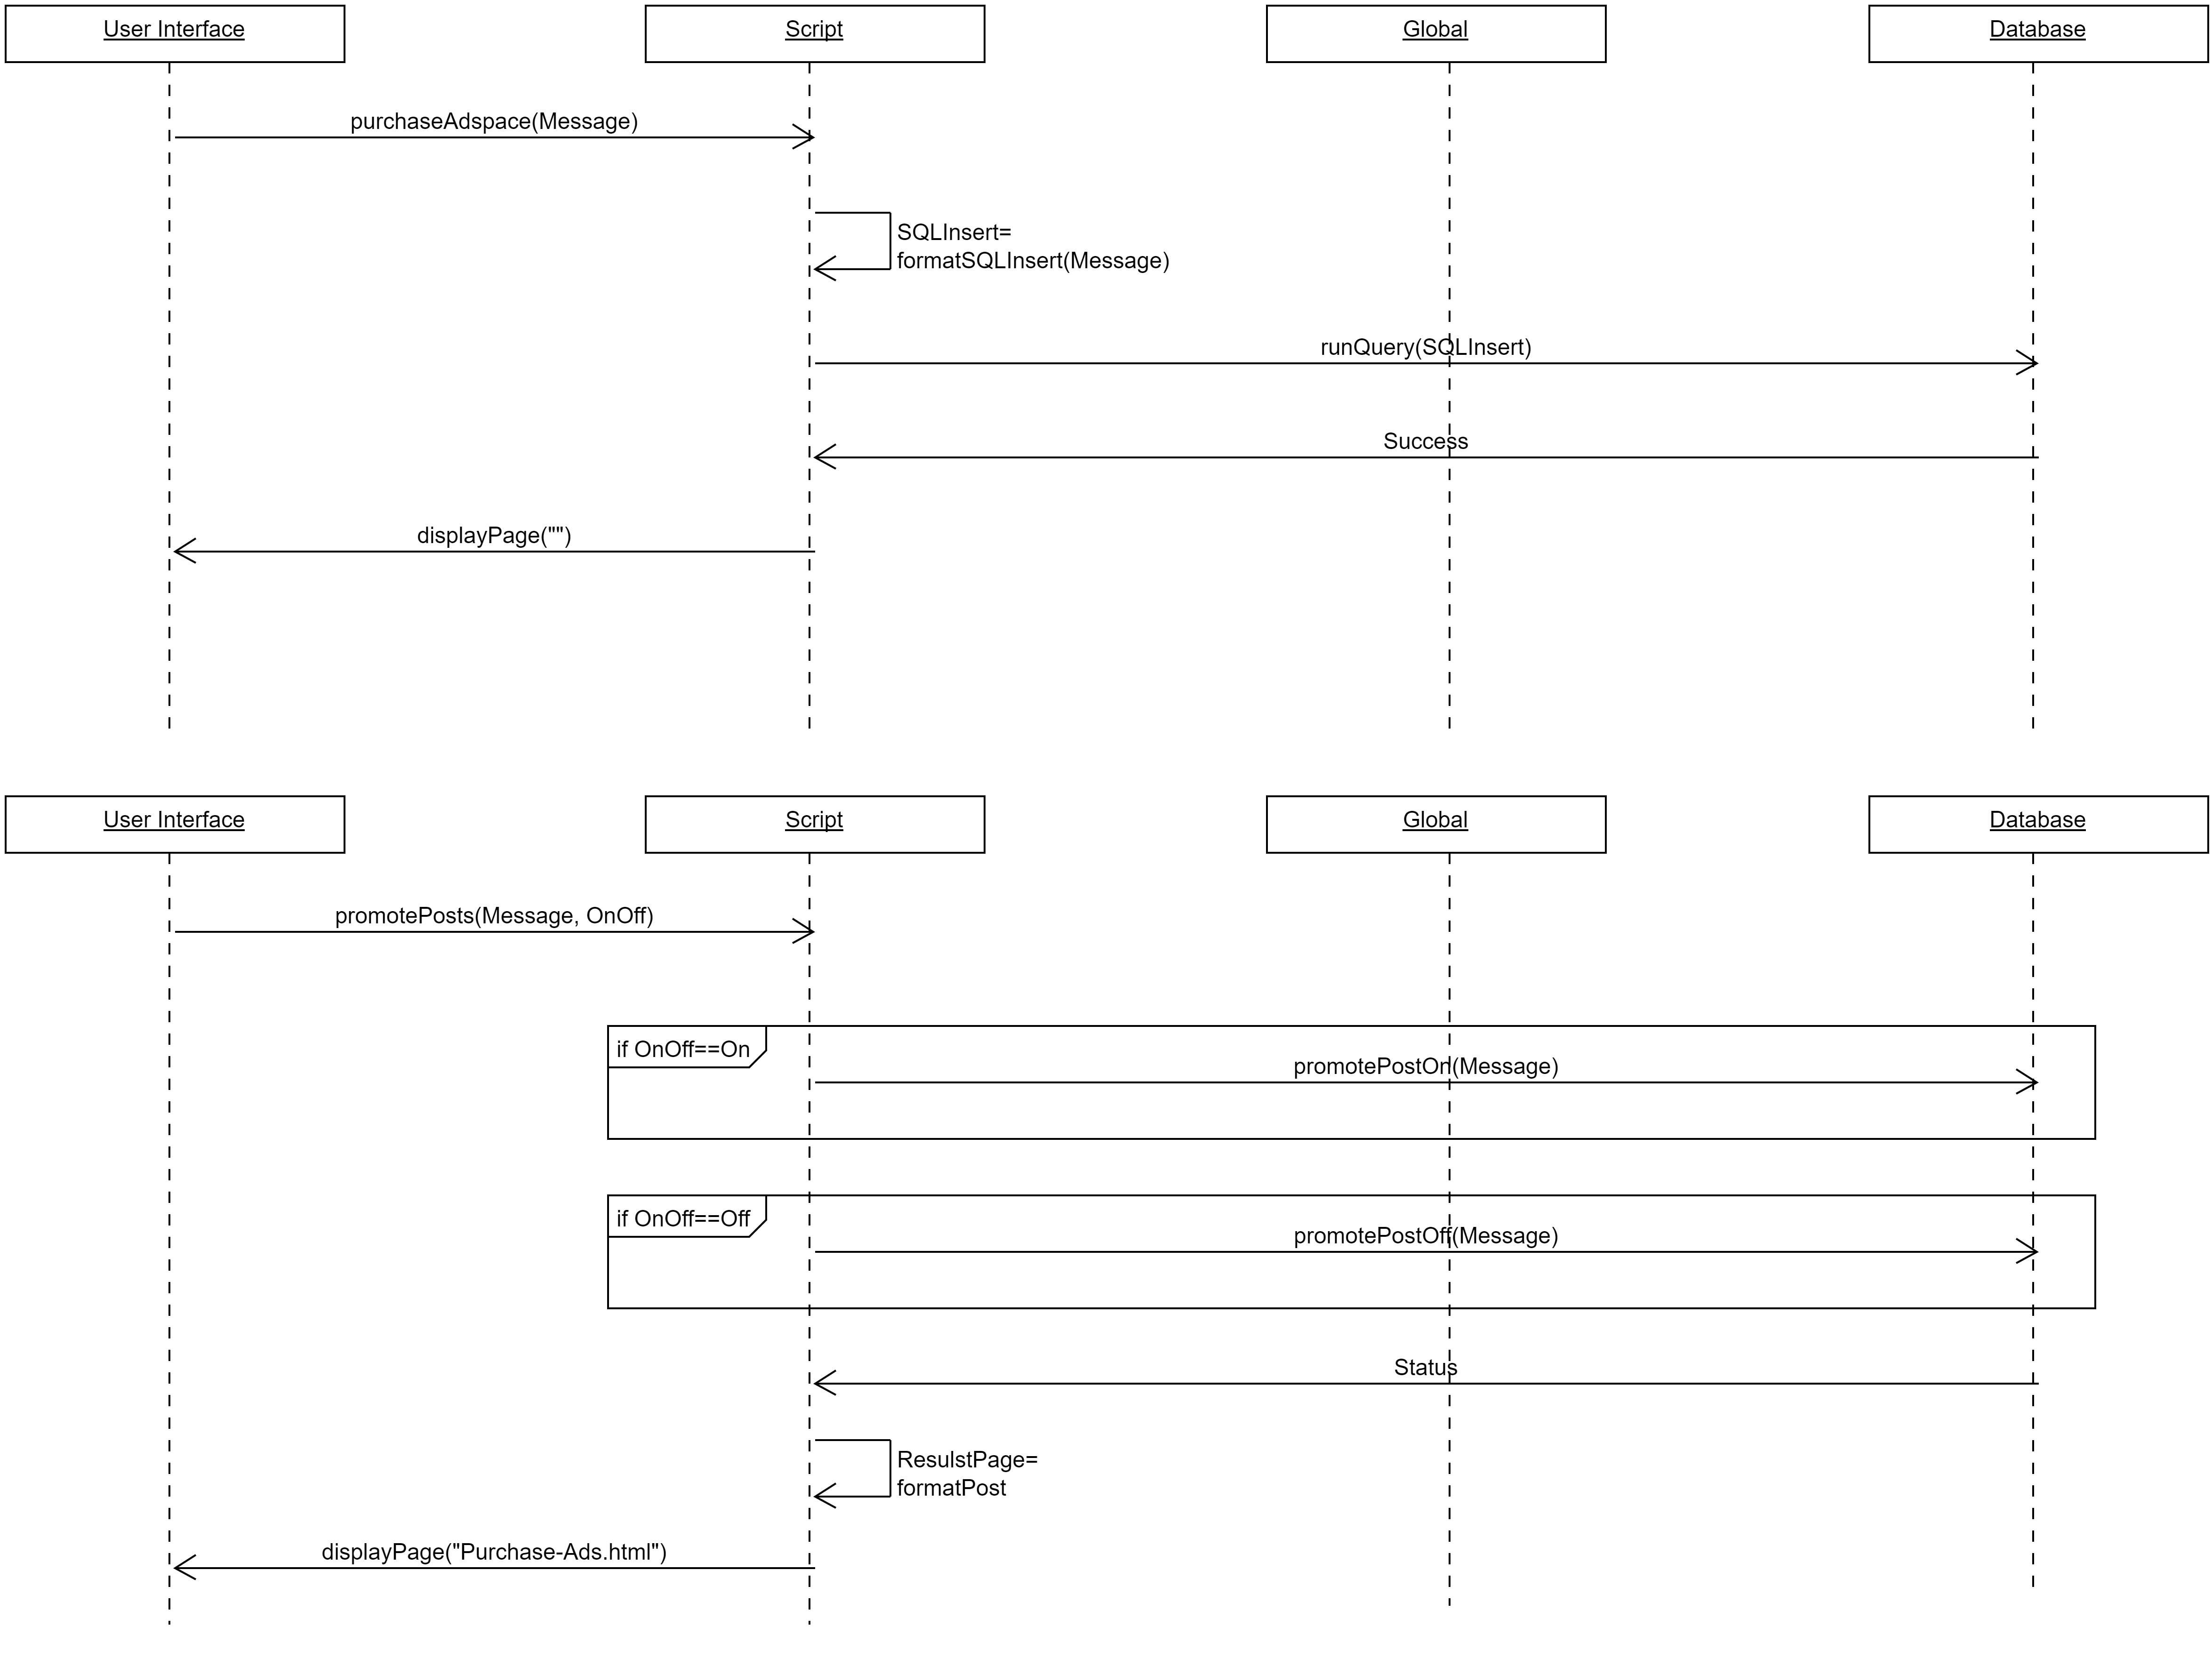 User Interface
Script
Global
Database
purchaseAdspace(Message)
SQLInsert=
formatSQLInsert(Message)
runQuery(SQLInsert)
Success
displayPage("")
User Interface
Script
Global
Database
promotePosts(Message, OnOff)
if OnOff==On
promotePostOn(Message)
if OnOff==Off
promotePostOff(Message)
Status
ResulstPage=
formatPost
displayPage("Purchase-Ads.html")